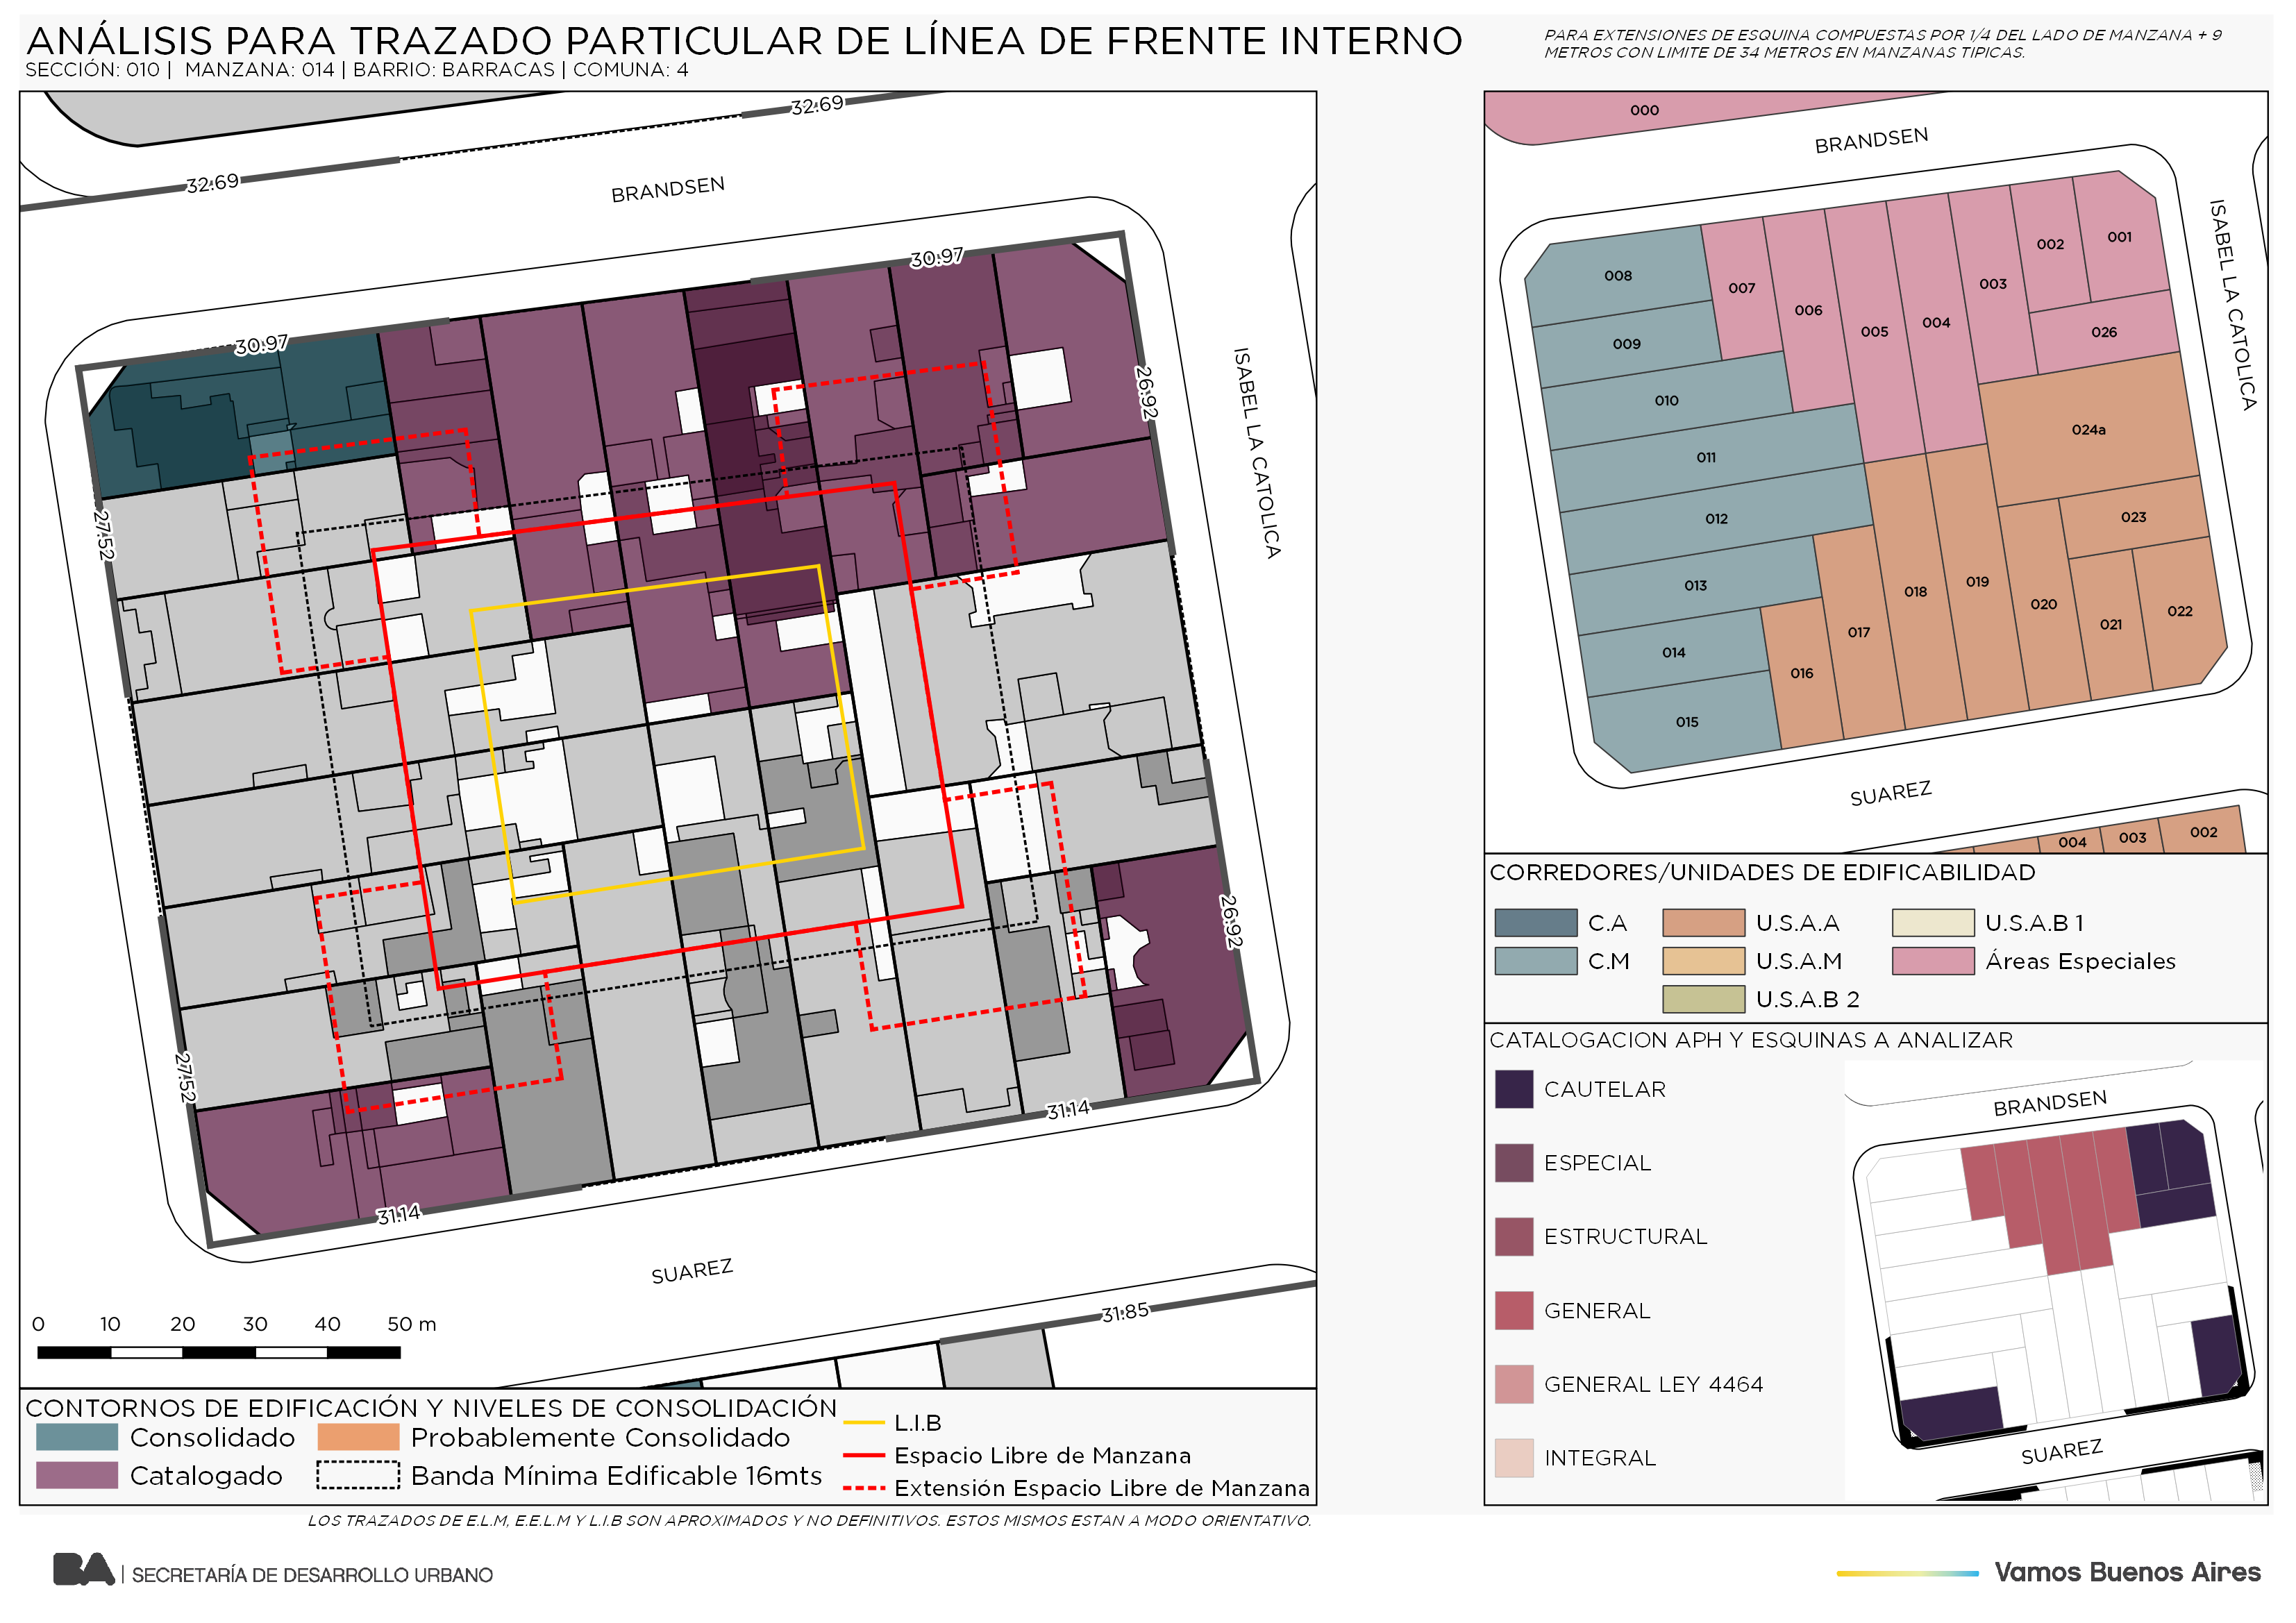 ANÁLISIS PARA TRAZADO PARTICULAR DE LÍNEA DE FRENTE INTERNO
SECCIÓN: 010 | MANZANA: 014 | BARRIO: BARRACAS | COMUNA: 4
PARA EXTENSIONES DE ESQUINA COMPUESTAS POR 1/4 DEL LADO DE MANZANA + 9
METROS CON LIMITE DE 34 METROS EN MANZANAS TIPICAS.
32.69
32.69
BRANDSEN
30.97
30.97
ISABEL LA CATOLICA
26.92
27.52
26.92
27.52
31.14
31.14
SUAREZ
31.85
0 10 20 30 40 50 m
CONTORNOS DE EDIFICACIÓN Y NIVELES DE CONSOLIDACIÓN
Consolidado
Probablemente Consolidado
Catalogado
Banda Mínima Edificable 16mts
L.I.B
Espacio Libre de Manzana
Extensión Espacio Libre de Manzana
LOS TRAZADOS DE E.L.M, E.E.L.M Y L.I.B SON APROXIMADOS Y NO DEFINITIVOS. ESTOS MISMOS ESTAN A MODO ORIENTATIVO.
000
BRANDSEN
ISABEL LA CATOLICA
001
002
003
004
005
006
007
008
009
010
011
012
013
014
015
016
017
018
019
020
021
022
023
024a
026
SUAREZ
004
003
002
CORREDORES/UNIDADES DE EDIFICABILIDAD
C.A
U.S.A.A
U.S.A.B 1
C.M
U.S.A.M
Áreas Especiales
U.S.A.B 2
CATALOGACION APH Y ESQUINAS A ANALIZAR
CAUTELAR
ESPECIAL
ESTRUCTURAL
GENERAL
GENERAL LEY 4464
INTEGRAL
BRANDSEN
SUAREZ
BA | SECRETARÍA DE DESARROLLO URBANO
Vamos Buenos Aires